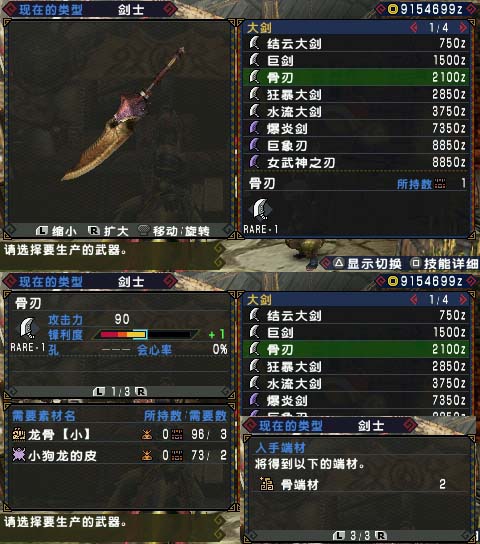 现在的类型 剑士
9154699z
大剑 1/4
结云大剑 750z
巨剑 1500z
骨刃 2100z
狂暴大剑 2850z
水流大剑 3750z
爆炎剑 7350z
巨象刃 8850z
女武神之刃 8850z
骨刃 所持数 1
RARE-1
L 缩小 R 扩大 移动/旋转
请选择要生产的武器。
△显示切换 □技能详细
现在的类型 剑士
9154699z
骨刃
攻击力 90
RARE-1 锋利度 +1
孔 --- 会心率 0%
L 1/3 R
需要素材名 所持数/需要数
龙骨【小】 0 96/ 3
小狗龙的皮 0 73/ 2
请选择要生产的武器。
大剑 1/4
结云大剑 750z
巨剑 1500z
骨刃 2100z
狂暴大剑 2850z
水流大剑 3750z
爆炎剑 7350z
巨象刃 8850z
现在的类型 剑士
入手端材
将得到以下的端材。
骨端材 2
L 3/3 R